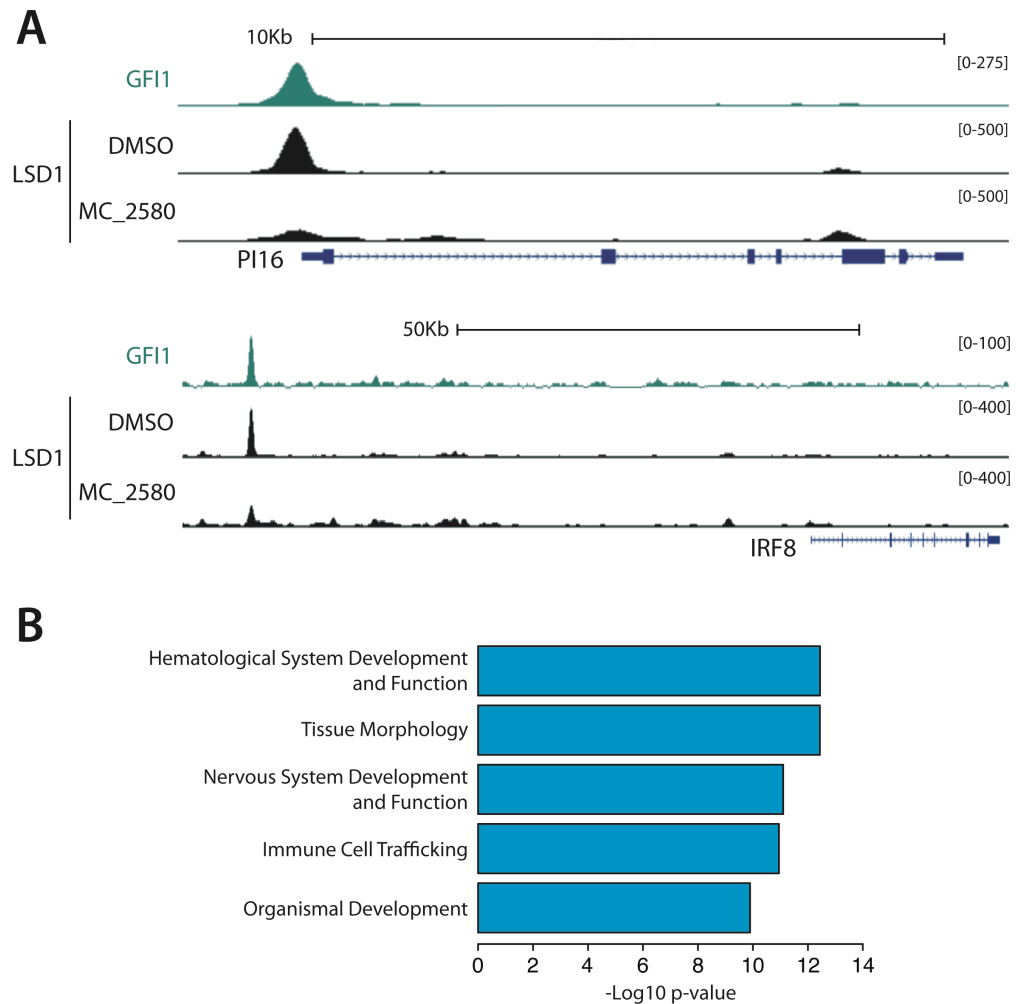 A
10Kb
GFI1
[0-275]
LSD1
DMSO
[0-500]
MC_2580
[0-500]
PI16
50Kb
GFI1
[0-100]
LSD1
DMSO
[0-400]
MC_2580
[0-400]
IRF8
B
Hematological System Development
and Function
Tissue Morphology
Nervous System Development
and Function
Immune Cell Trafficking
Organismal Development
0 2 4 6 8 10 12 14
-Log10 p-value